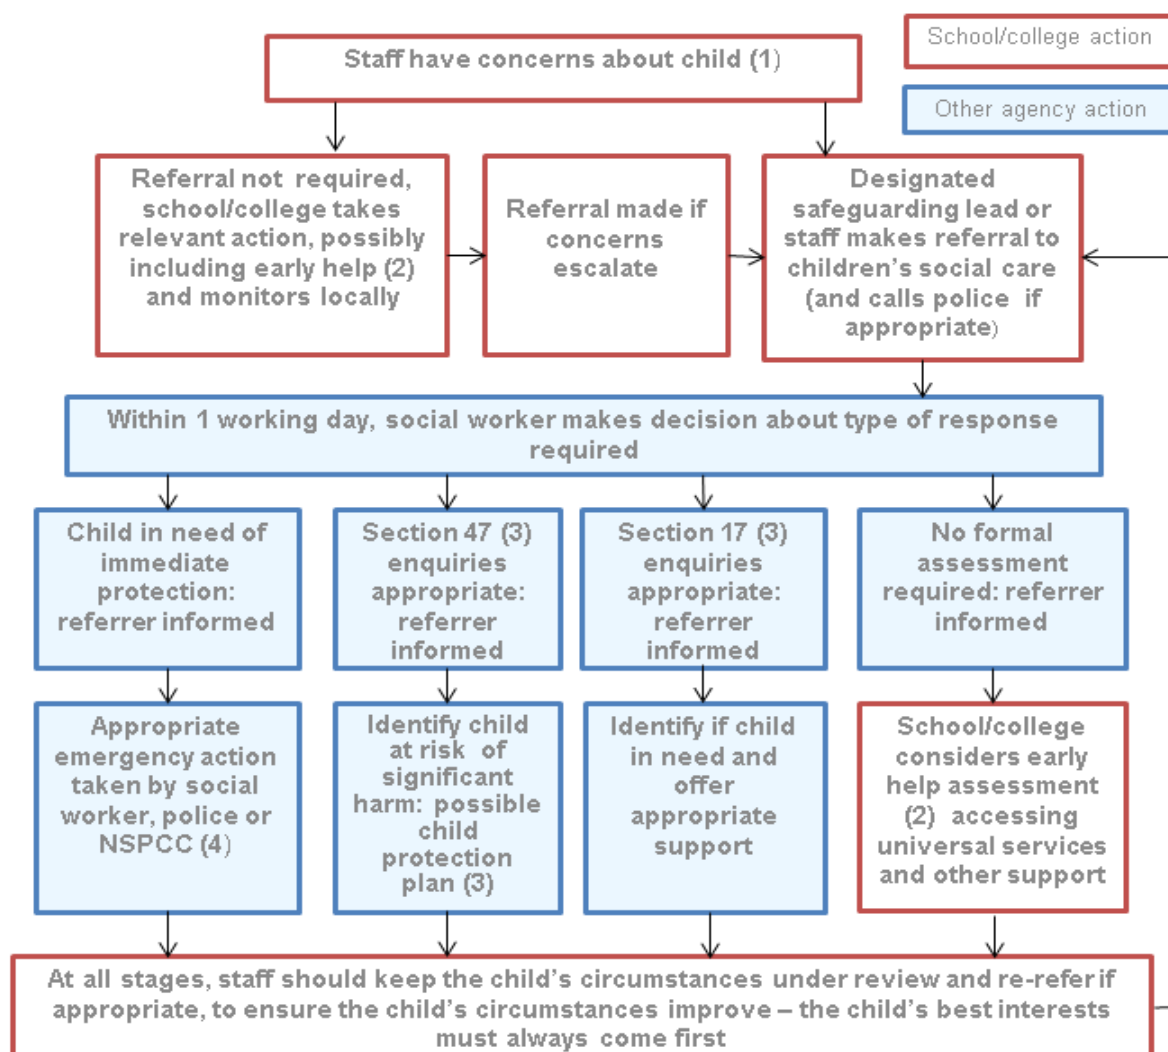 School/college action
Staff have concerns about child (1)
Other agency action
Referral not required,
school/college takes
relevant action, possibly
including early help (2)
and monitors locally
Referral made if
concerns
escalate
Designated
safeguarding lead or
staff makes referral to
children's social care
(and calls police if
appropriate)
Within 1 working day, social worker makes decision about type of response
required
Child in need of
immediate
protection:
referrer informed
Section 47 (3)
enquiries
appropriate:
referrer
informed
Section 17 (3)
enquiries
appropriate:
referrer
informed
No formal
assessment
required: referrer
informed
Appropriate
emergency action
taken by social
worker, police or
NSPCC (4)
Identify child
at risk of
significant
harm: possible
child
protection
plan (3)
Identify if child
in need and
offer
appropriate
support
School/college
considers early
help assessment
(2) accessing
universal services
and other support
At all stages, staff should keep the child's circumstances under review and re-refer if
appropriate, to ensure the child's circumstances improve – the child's best interests
must always come first